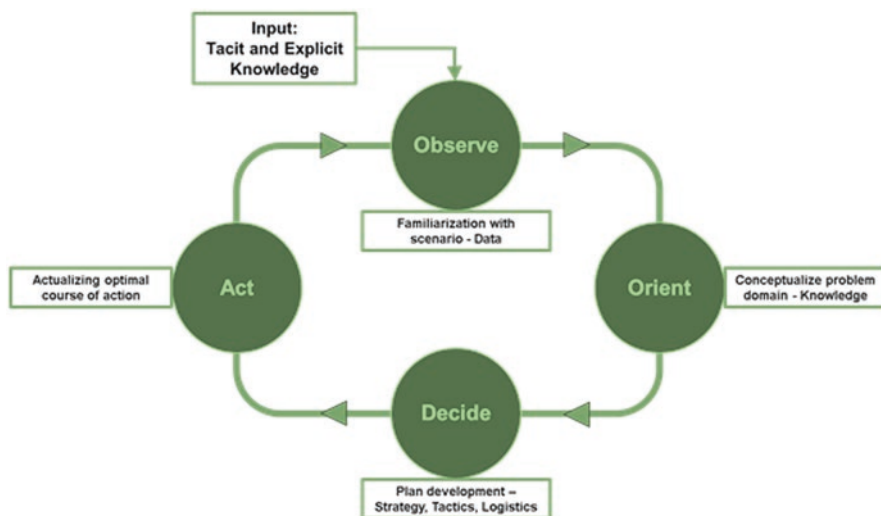 Input:
Tacit and Explicit
Knowledge
Observe
Familiarization with
scenario - Data
Act
Actualizing optimal
course of action
Orient
Conceptualize problem
domain - Knowledge
Decide
Plan development –
Strategy, Tactics, Logistics